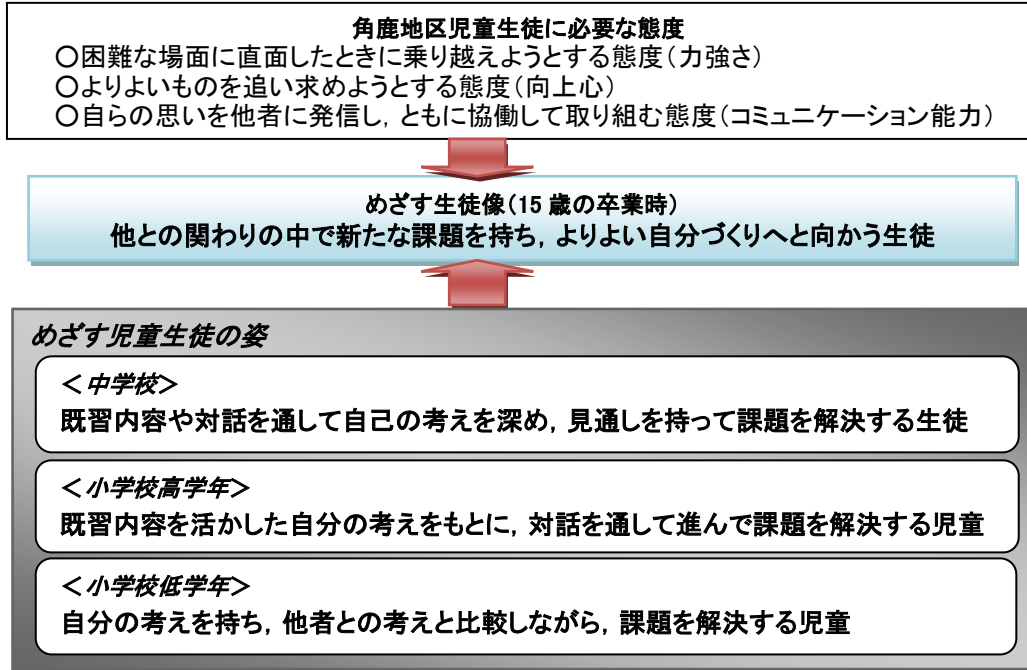 角鹿地区児童生徒に必要な態度
○困難な場面に直面したときに乗り越えようとする態度（力強さ）
○よりよいものを追い求めようとする態度（向上心）
○自らの思いを他者に発信し，ともに協働して取り組む態度（コミュニケーション能力）
めざす生徒像（15 歳の卒業時）
他との関わりの中で新たな課題を持ち，よりよい自分づくりへと向かう生徒
めざす児童生徒の姿
＜中学校＞
既習内容や対話を通して自己の考えを深め，見通しを持って課題を解決する生徒
＜小学校高学年＞
既習内容を活かした自分の考えをもとに，対話を通して進んで課題を解決する児童
＜小学校低学年＞
自分の考えを持ち，他者との考えと比較しながら，課題を解決する児童